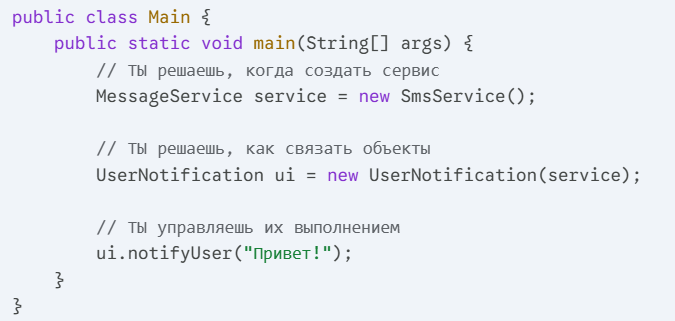 public class Main {
    public static void main(String[] args) {
        // ТЫ решаешь, когда создать сервис
        MessageService service = new SmsService();

        // ТЫ решаешь, как связать объекты
        UserNotification ui = new UserNotification(service);

        // ТЫ управляешь их выполнением
        ui.notifyUser("Привет!");
    }
}